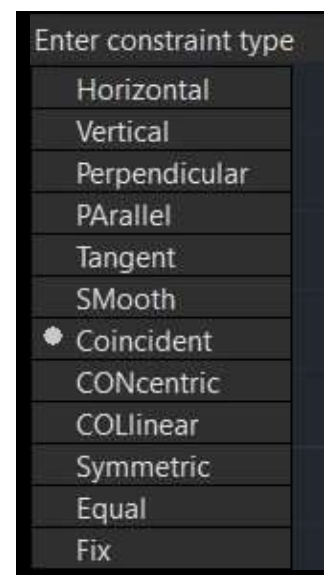 Enter constraint type
Horizontal
Vertical
Perpendicular
PArallel
Tangent
SMooth
Coincident
CONcentric
COLlinear
Symmetric
Equal
Fix